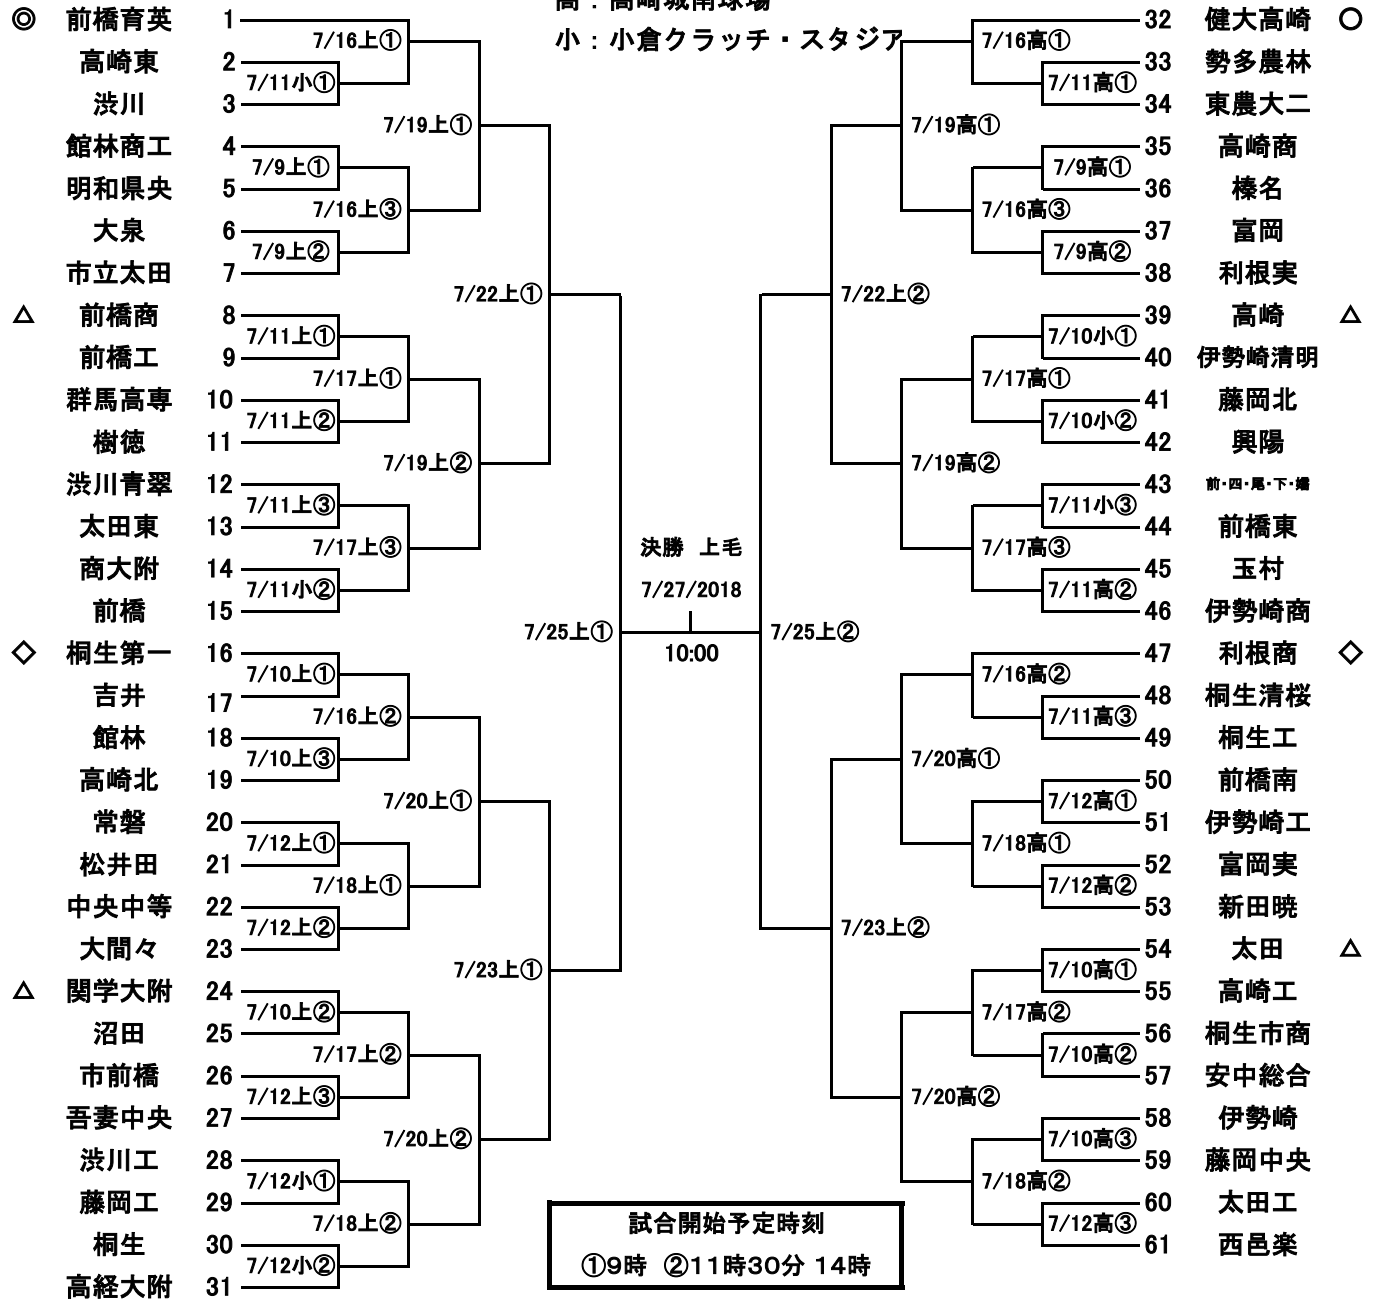 高：高崎城南球場
小：小倉クラッチ・スタジア
◎ 前橋育英 1
高崎東 2
渋川 3
館林商工 4
明和県央 5
大泉 6
市立太田 7
△ 前橋商 8
前橋工 9
群馬高専 10
樹徳 11
渋川青翠 12
太田東 13
商大附 14
前橋 15
◇ 桐生第一 16
吉井 17
館林 18
高崎北 19
常磐 20
松井田 21
中央中等 22
大間々 23
△ 関学大附 24
沼田 25
市前橋 26
吾妻中央 27
渋川工 28
藤岡工 29
桐生 30
高経大附 31
7/11小①
7/9上①
7/9上②
7/11上①
7/11上②
7/11上③
7/11小②
7/10上①
7/10上③
7/12上①
7/12上②
7/10上②
7/12上③
7/12小①
7/12小②
7/16上①
7/16上③
7/17上①
7/17上③
7/16上②
7/18上①
7/17上②
7/18上②
7/19上①
7/19上②
7/20上①
7/20上②
7/22上①
7/23上①
7/25上①
決勝 上毛
7/27/2018
10:00
7/25上②
7/22上②
7/23上②
7/19高①
7/19高②
7/20高①
7/20高②
7/16高①
7/16高③
7/17高①
7/17高③
7/16高②
7/18高①
7/17高②
7/18高②
7/11高①
7/9高①
7/9高②
7/10小①
7/10小②
7/11小③
7/11高②
7/11高③
7/12高①
7/12高②
7/10高①
7/10高②
7/10高③
7/12高③
32 健大高崎 ○
33 勢多農林
34 東農大二
35 高崎商
36 榛名
37 富岡
38 利根実
39 高崎 △
40 伊勢崎清明
41 藤岡北
42 興陽
43 前・四・尾・下・嬬
44 前橋東
45 玉村
46 伊勢崎商
47 利根商 ◇
48 桐生清桜
49 桐生工
50 前橋南
51 伊勢崎工
52 富岡実
53 新田暁
54 太田 △
55 高崎工
56 桐生市商
57 安中総合
58 伊勢崎
59 藤岡中央
60 太田工
61 西邑楽
試合開始予定時刻
①9時 ②11時30分 14時